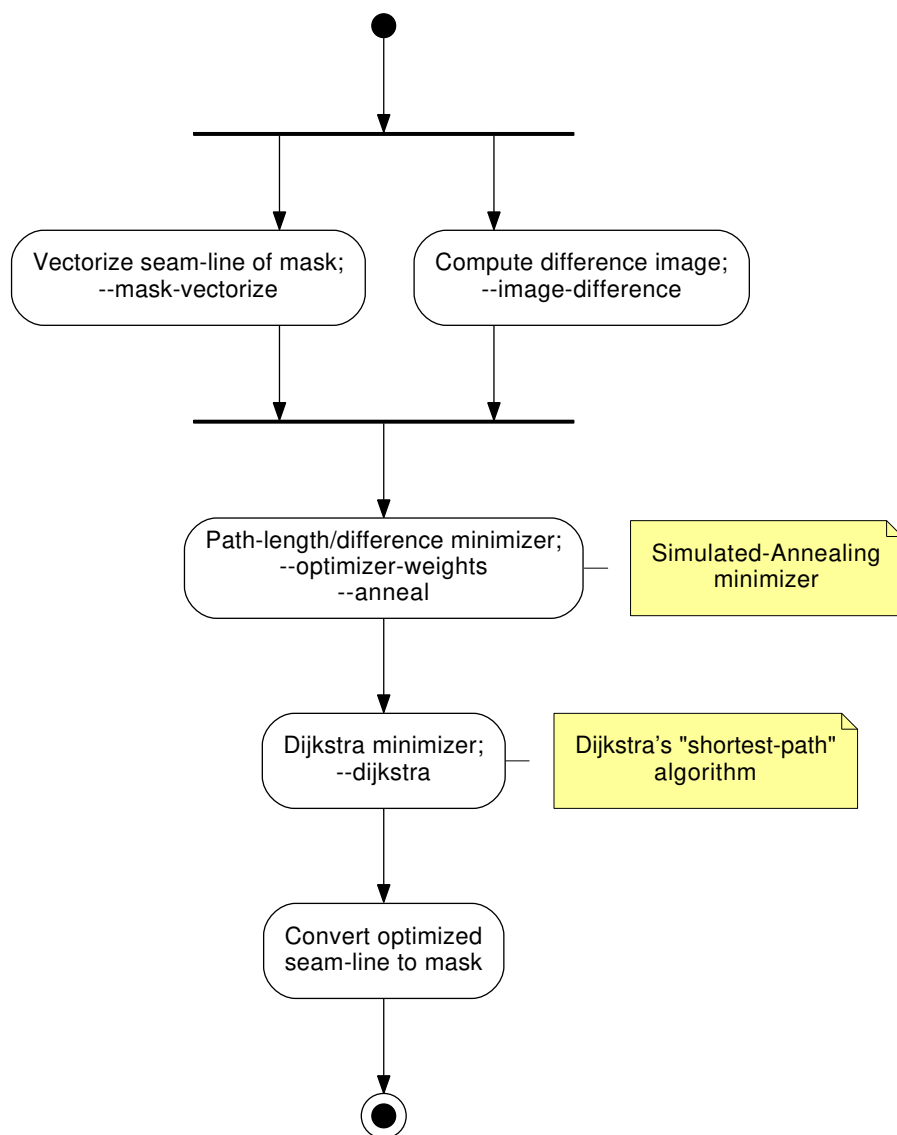 Vectorize seam-line of mask;
--mask-vectorize
Compute difference image;
--image-difference
Path-length/difference minimizer;
--optimizer-weights
--anneal
Simulated-Annealing
minimizer
Dijkstra minimizer;
--dijkstra
Dijkstra's "shortest-path"
algorithm
Convert optimized
seam-line to mask